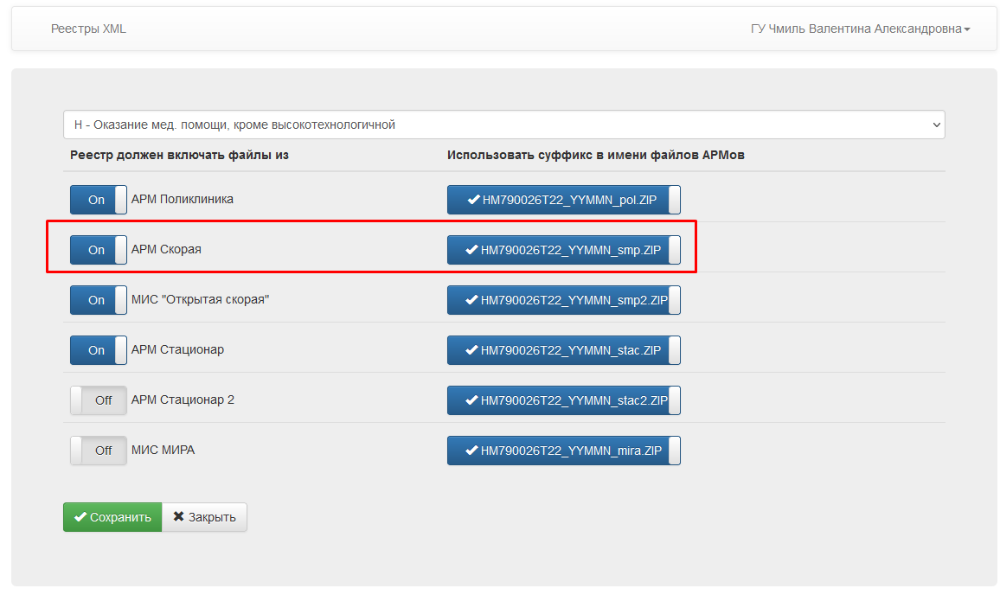 Реестры XML
ГУ Чмиль Валентина Александровна
H - Оказание мед. помощи, кроме высокотехнологичной
Реестр должен включать файлы из
Использовать суффикс в имени файлов АРМов
On АРМ Поликлиника HM790026T22_YYMMN_pol.ZIP
On АРМ Скорая HM790026T22_YYMMN_smp.ZIP
On МИС "Открытая скорая" HM790026T22_YYMMN_smp2.ZIP
On АРМ Стационар HM790026T22_YYMMN_stac.ZIP
Off АРМ Стационар 2 HM790026T22_YYMMN_stac2.ZIP
Off МИС МИРА HM790026T22_YYMMN_mira.ZIP
Сохранить Закрыть